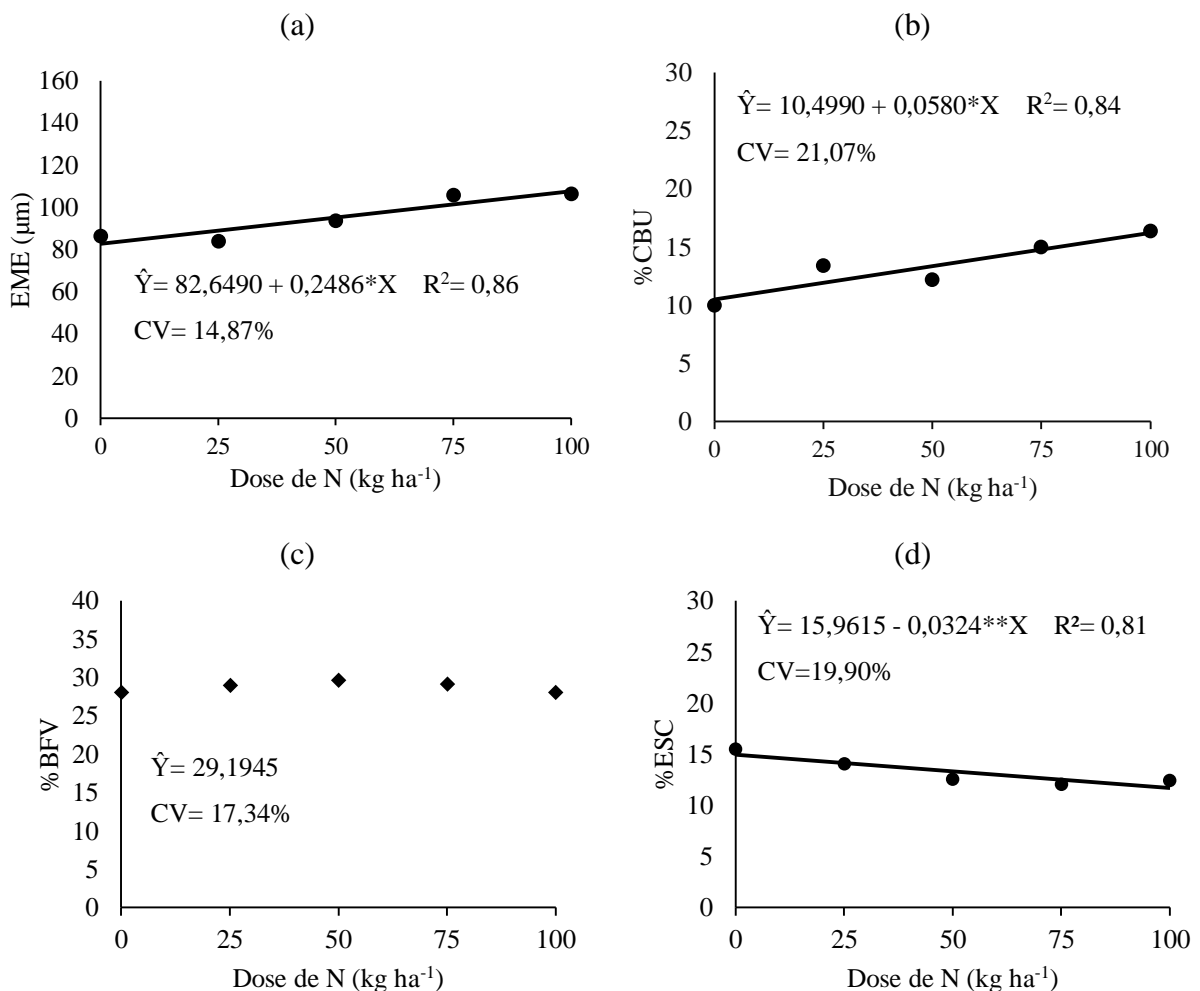 (a)
160
140
120
100
80
60
40
20
0
EME (µm)
Ŷ= 82,6490 + 0,2486*X R²= 0,86
CV= 14,87%
0 25 50 75 100
Dose de N (kg ha⁻¹)
(b)
30
25
20
15
10
5
0
%CBU
Ŷ= 10,4990 + 0,0580*X R²= 0,84
CV= 21,07%
0 25 50 75 100
Dose de N (kg ha⁻¹)
(c)
40
35
30
25
20
15
10
5
0
%BFV
Ŷ= 29,1945
CV= 17,34%
0 25 50 75 100
Dose de N (kg ha⁻¹)
(d)
30
25
20
15
10
5
0
%ESC
Ŷ= 15,9615 - 0,0324**X R²= 0,81
CV=19,90%
0 25 50 75 100
Dose de N (kg ha⁻¹)